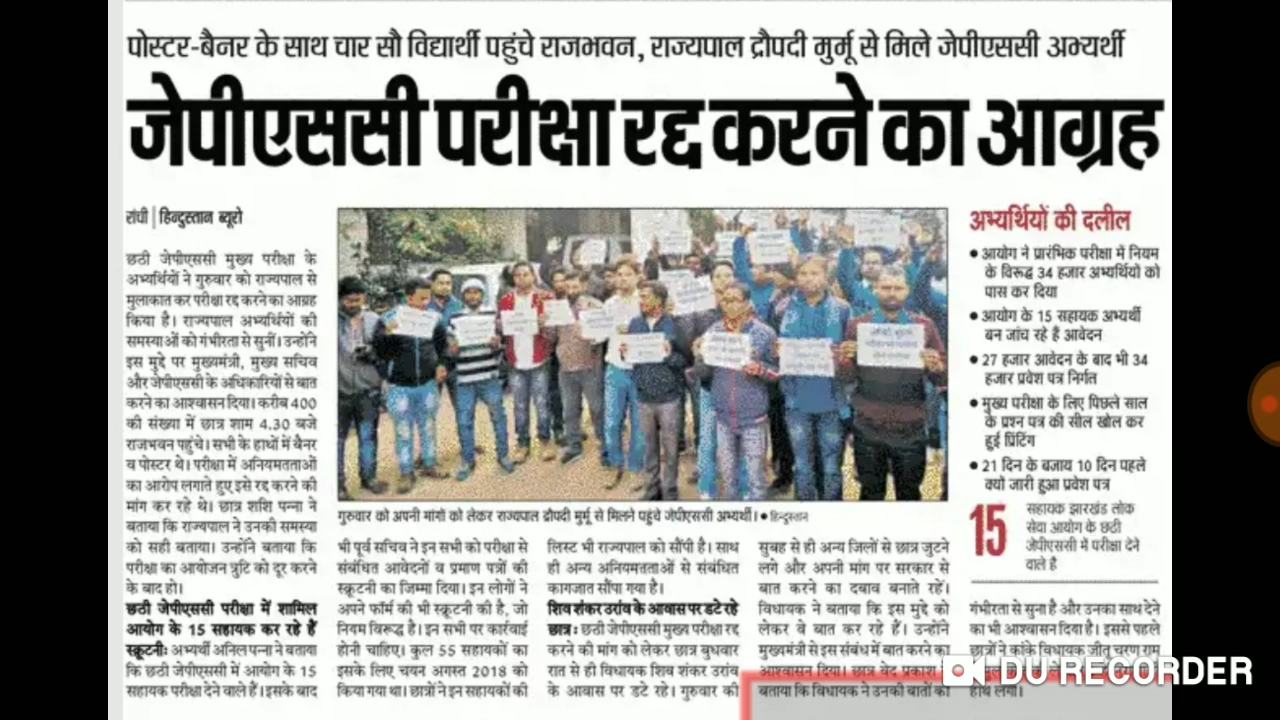 पोस्टर-बैनर के साथ चार सौ विद्यार्थी पहुंचे राजभवन, राज्यपाल द्रौपदी मुर्मू से मिले जेपीएससी अभ्यर्थी
जेपीएससी परीक्षा रद्द करने का आग्रह
रांची | हिन्दुस्तान ब्यूरो
छठी जेपीएससी मुख्य परीक्षा के
अभ्यर्थियों ने गुरुवार को राज्यपाल से
मुलाकात कर परीक्षा रद्द करने का आग्रह
किया है। राज्यपाल अभ्यर्थियों की
समस्याओं को गंभीरता से सुनीं। उन्होंने
इस मुद्दे पर मुख्यमंत्री, मुख्य सचिव
और जेपीएससी के अधिकारियों से बात
करने का आश्वासन दिया। करीब 400
की संख्या में छात्र शाम 4.30 बजे
राजभवन पहुंचे। सभी के हाथों में बैनर
व पोस्टर थे। परीक्षा में अनियमतताओं
का आरोप लगाते हुए इसे रद्द करने की
मांग कर रहे थे। छात्र शशि पन्ना ने
बताया कि राज्यपाल ने उनकी समस्या
को सही बताया। उन्होंने बताया कि
परीक्षा का आयोजन त्रुटि को दूर करने
के बाद हो।
छठी जेपीएससी परीक्षा में शामिल
आयोग के 15 सहायक कर रहे हैं
स्क्रूटनी: अभ्यर्थी अनिल पन्ना ने बताया
कि छठी जेपीएससी में आयोग के 15
सहायक परीक्षा देने वाले हैं। इसके बाद
गुरुवार को अपनी मांगों को लेकर राज्यपाल द्रौपदी मुर्मू से मिलने पहुंचे जेपीएससी अभ्यर्थी। ● हिन्दुस्तान
भी पूर्व सचिव ने इन सभी को परीक्षा से
संबंधित आवेदनों व प्रमाण पत्रों की
स्क्रूटनी का जिम्मा दिया। इन लोगों ने
अपने फॉर्म की भी स्क्रूटनी की है, जो
नियम विरूद्ध है। इन सभी पर कार्रवाई
होनी चाहिए। कुल 55 सहायकों का
इसके लिए चयन अगस्त 2018 को
किया गया था। छात्रों ने इन सहायकों की
लिस्ट भी राज्यपाल को सौंपी है। साथ
ही अन्य अनियमतताओं से संबंधित
कागजात सौंपा गया है।
शिव शंकर उरांव के आवास पर डटे रहे
छात्र: छठी जेपीएससी मुख्य परीक्षा रद्द
करने की मांग को लेकर छात्र बुधवार
रात से ही विधायक शिव शंकर उरांव
के आवास पर डटे रहे। गुरुवार की
सुबह से ही अन्य जिलों से छात्र जुटने
लगे और अपनी मांग पर सरकार से
बात करने का दबाव बनाते रहें।
विधायक ने बताया कि इस मुद्दे को
लेकर वे बात कर रहे हैं। उन्होंने
मुख्यमंत्री से इस संबंध में बात करने का
आश्वासन दिया। छात्र वेद प्रकाश
बताया कि विधायक ने उनकी बातों को
अभ्यर्थियों की दलील
● आयोग ने प्रारंभिक परीक्षा में नियम
के विरूद्ध 34 हजार अभ्यर्थियों को
पास कर दिया
● आयोग के 15 सहायक अभ्यर्थी
बन जांच रहे हैं आवेदन
● 27 हजार आवेदन के बाद भी 34
हजार प्रवेश पत्र निर्गत
● मुख्य परीक्षा के लिए पिछले साल
के प्रश्न पत्र की सील खोल कर
हुई प्रिंटिंग
● 21 दिन के बजाय 10 दिन पहले
क्यों जारी हुआ प्रवेश पत्र
15
सहायक झारखंड लोक
सेवा आयोग के छठी
जेपीएससी में परीक्षा देने
वाले है
गंभीरता से सुना है और उनका साथ देने
का भी आश्वासन दिया है। इससे पहले
छात्रों ने कांके विधायक जीतू चरण राम
हाथ लगी।
DU RECORDER